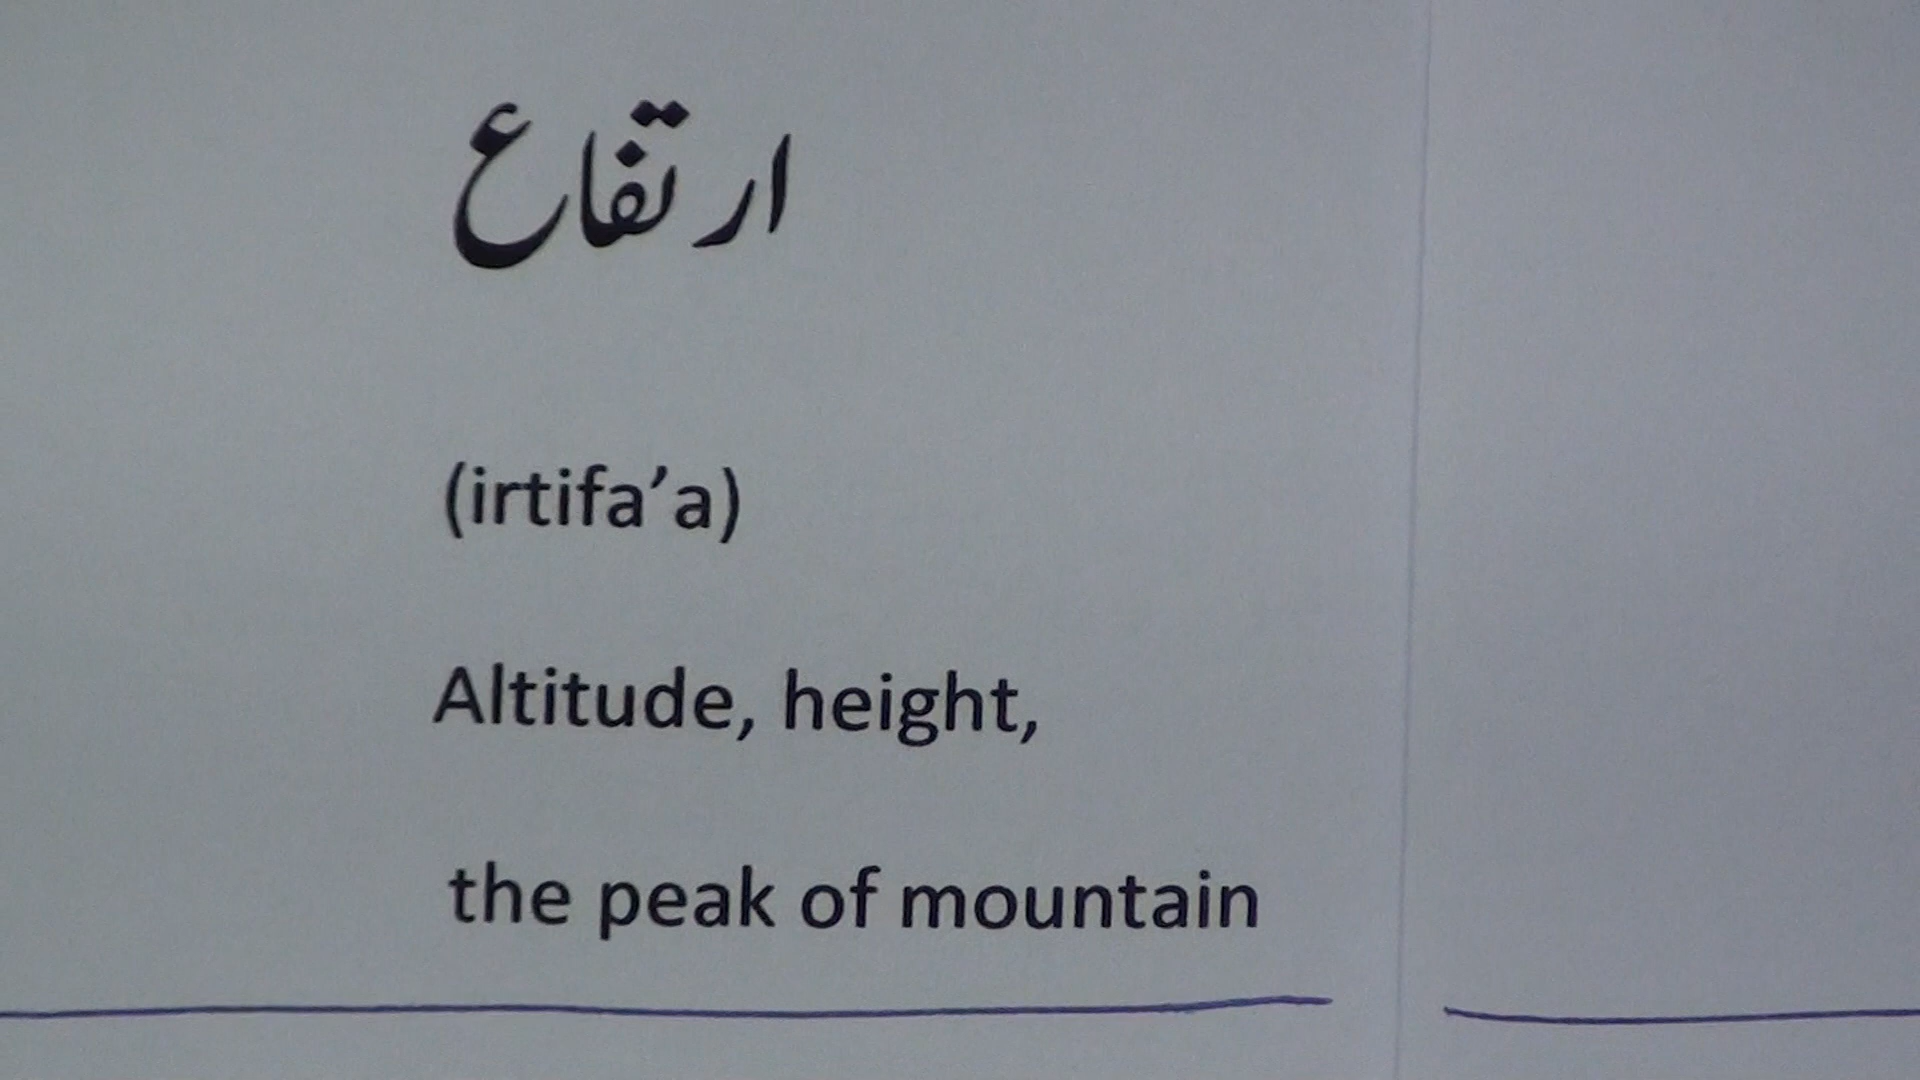 ارتفاع
(irtifa’a)
Altitude, height,
the peak of mountain